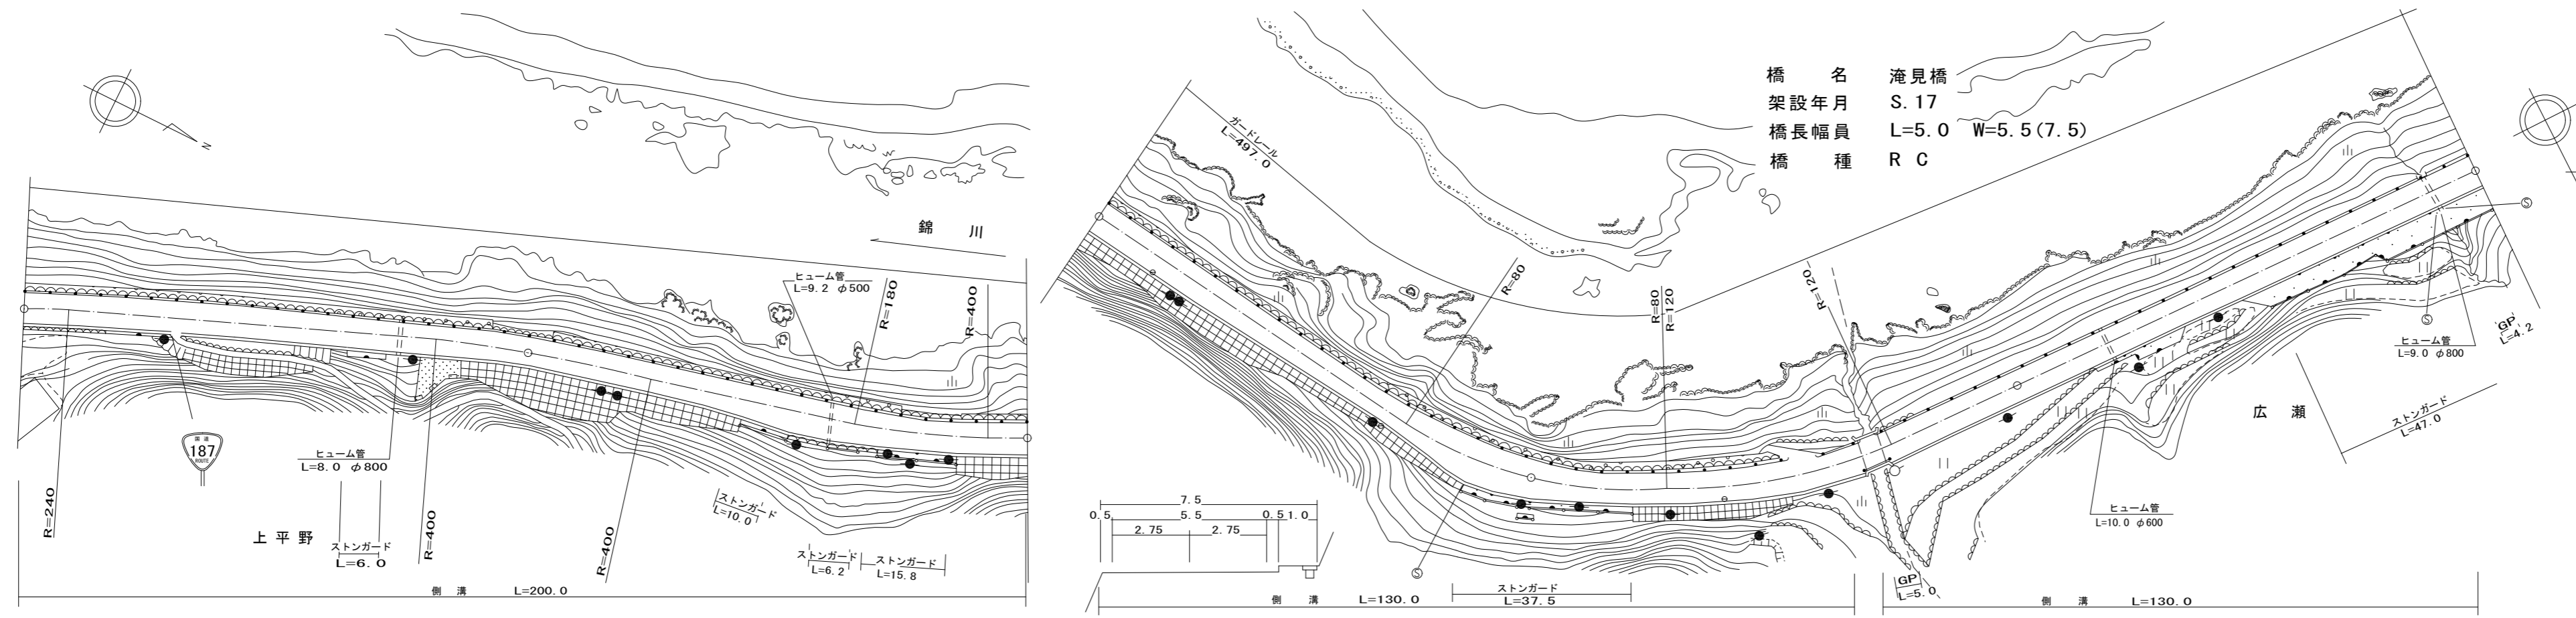 橋 名 淹見橋
架設年月 S. 17
橋長幅員 L=5.0 W=5.5(7.5)
橋 種 R C
N
錦 川
ヒューム管
L=9.2 φ500
R=180
R=400
国道
187
ROUTE
ヒューム管
L=8.0 φ800
R=240
上平野
ストンガード
L=6.0
R=400
R=400
ストンガード
L=10.0
ストンガード
L=6.2
ストンガード
L=15.8
側 溝 L=200.0
ガードレール
L=497.0
R=80
R=80
R=120
R=120
7.5
0.5 5.5 0.5 1.0
2.75 2.75
S
ストンガード
L=37.5
側 溝 L=130.0
GP
L=5.0
側 溝 L=130.0
ヒューム管
L=10.0 φ600
広 瀬
ストンガード
L=47.0
ヒューム管
L=9.0 φ800
GP
L=4.2
S
S